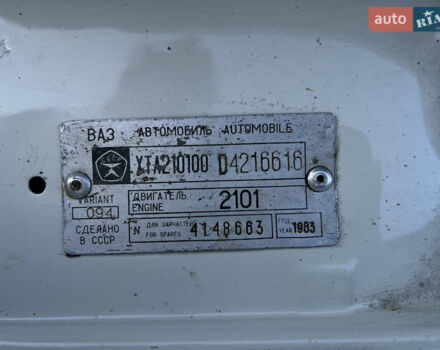 auto RIA
ВАЗ АВТОМОБИЛЬ AUTOMOBILE
XTA210100 D4216616
VARIANT 094
ДВИГАТЕЛЬ ENGINE 2101
СДЕЛАНО В СССР
N ДЛЯ ЗАПЧАСТЕЙ FOR SPARES 4148663
ГОД YEAR 1983